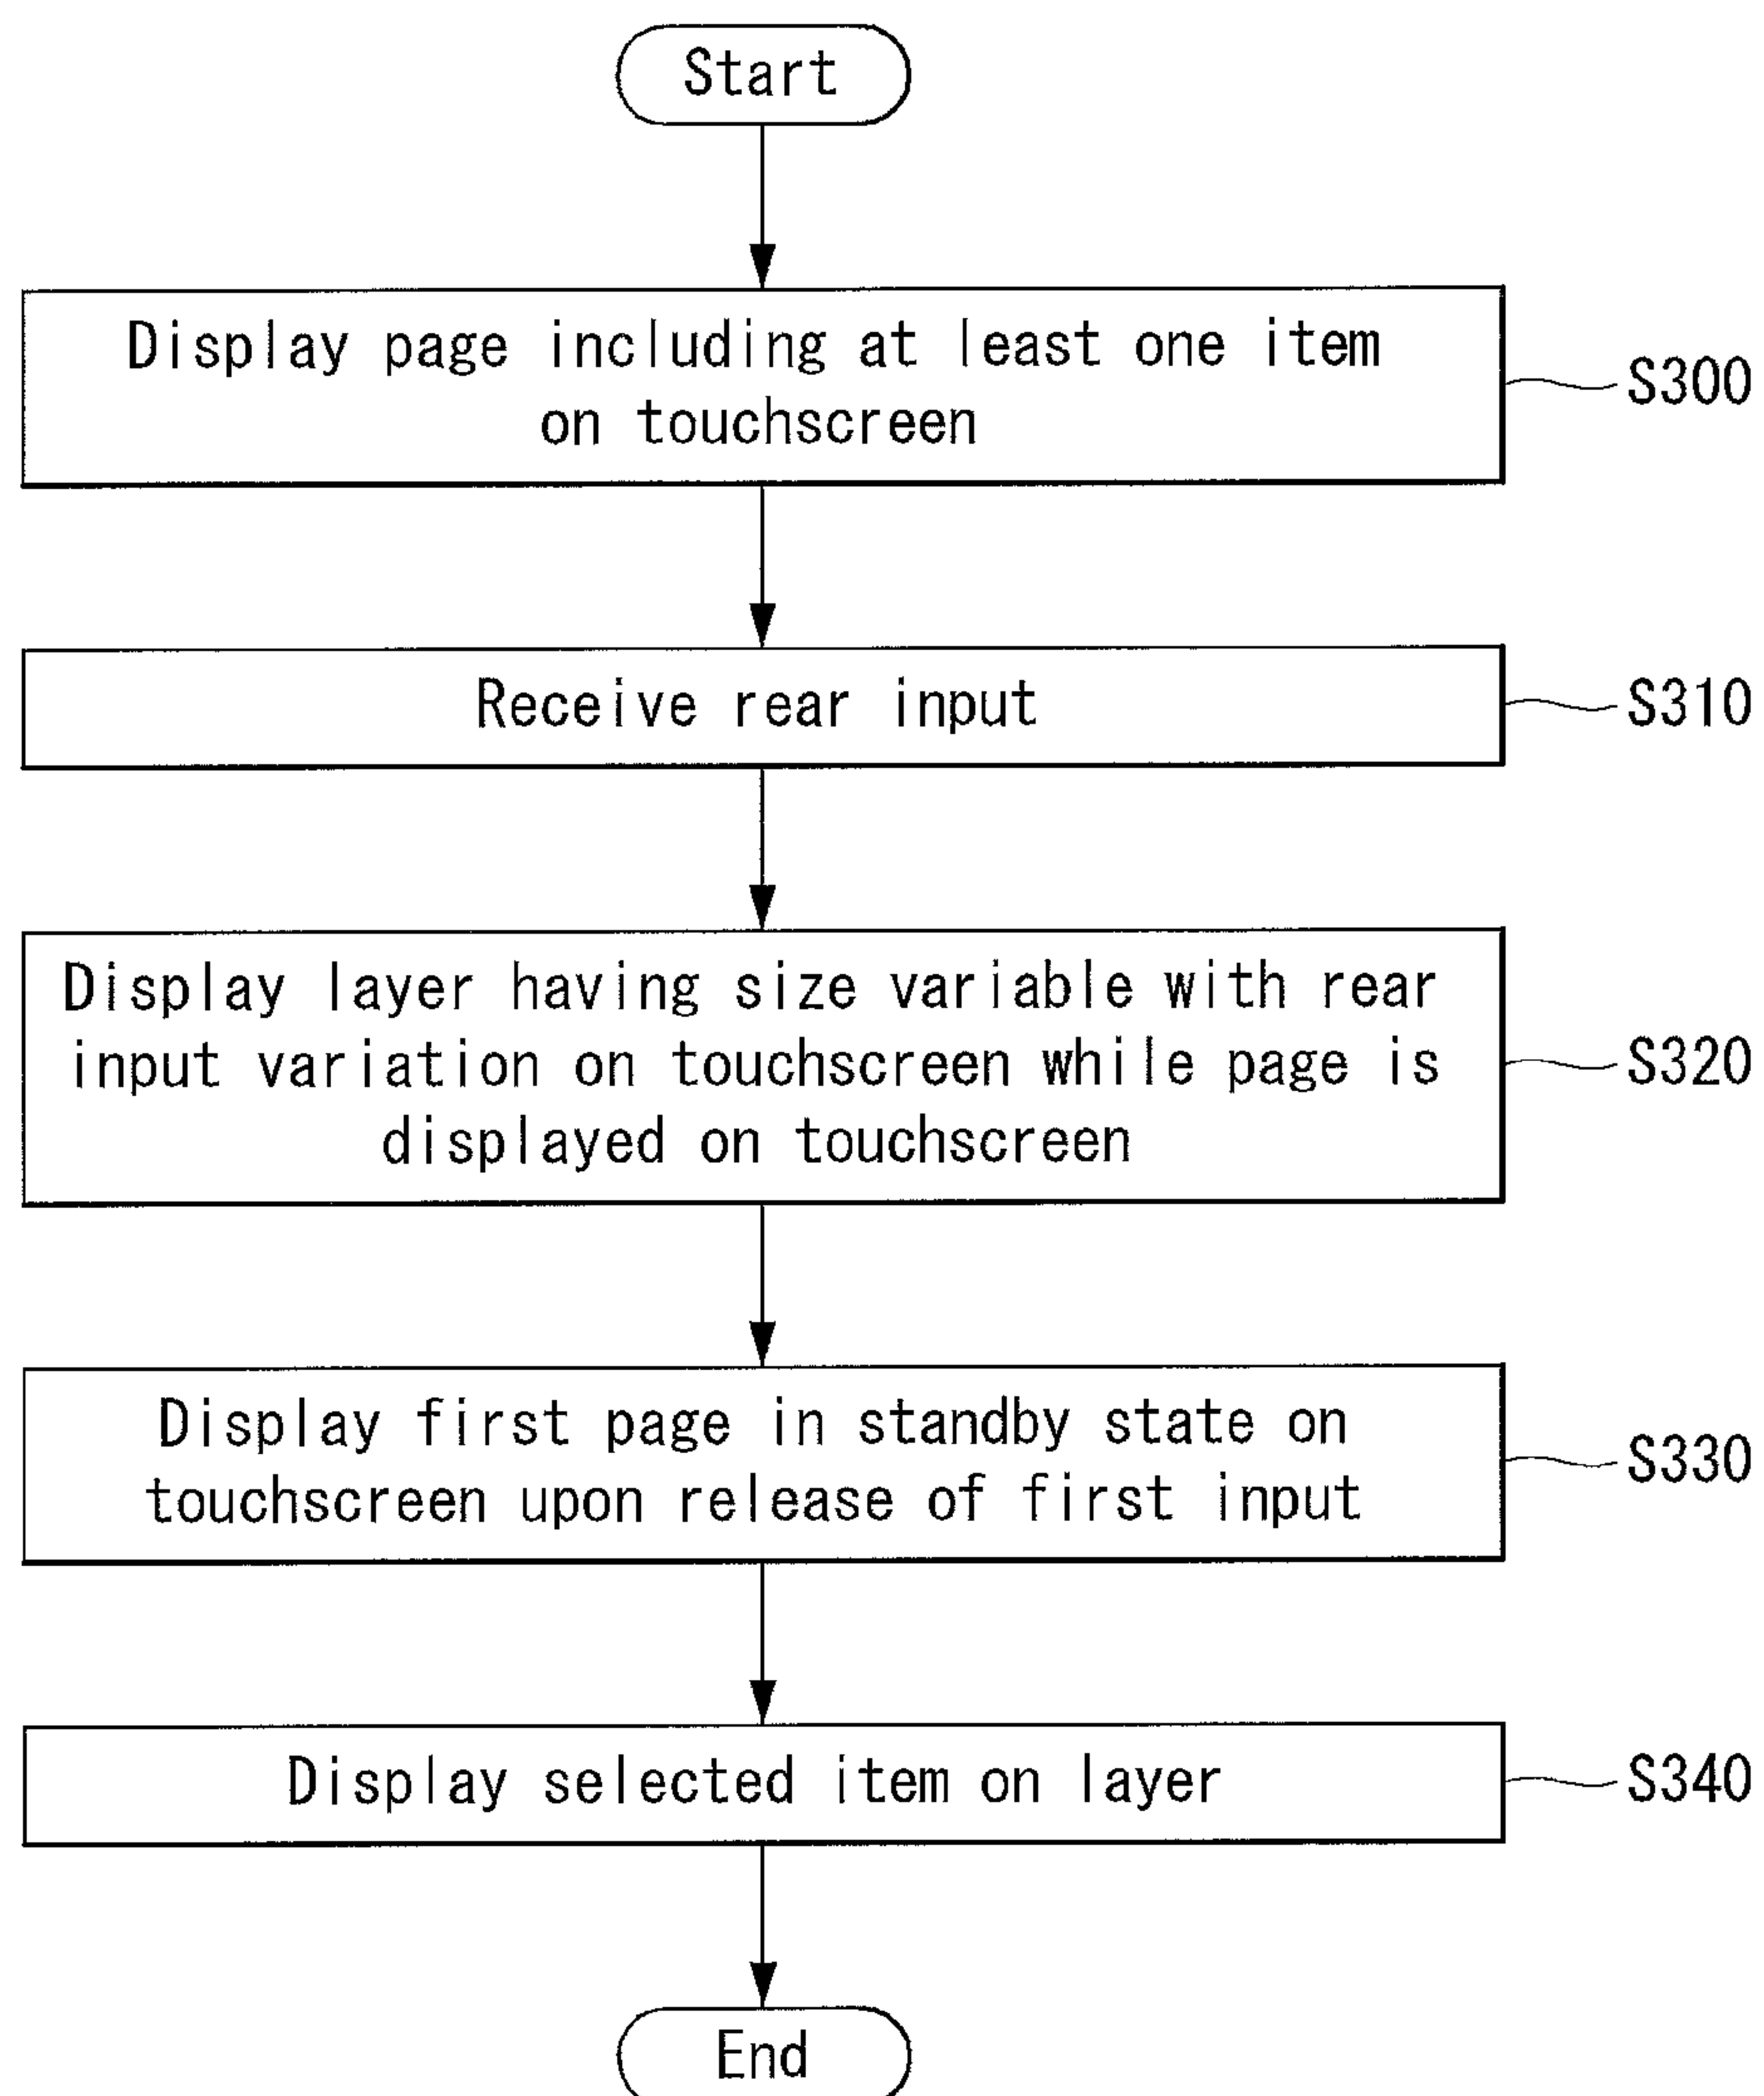 Start
Display page including at least one item
on touchscreen
S300
Receive rear input
S310
Display layer having size variable with rear
input variation on touchscreen while page is
displayed on touchscreen
S320
Display first page in standby state on
touchscreen upon release of first input
S330
Display selected item on layer
S340
End